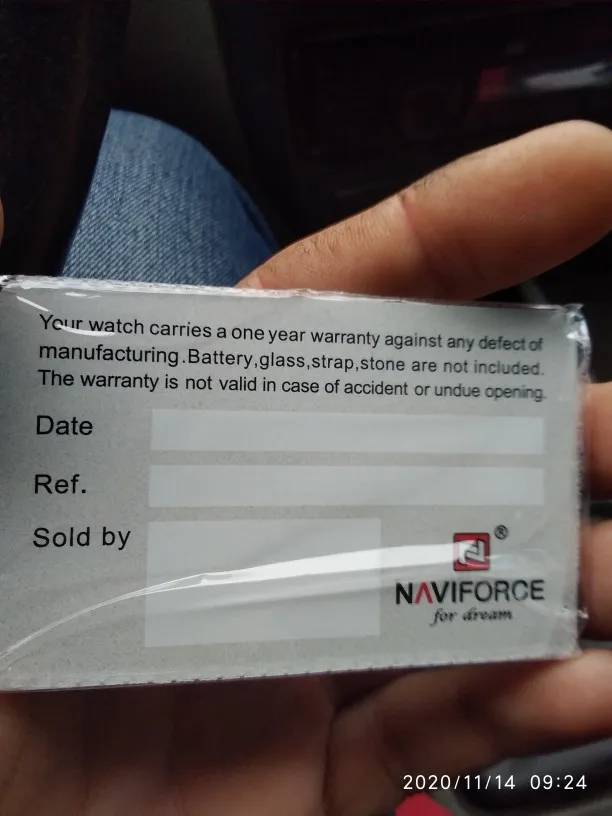 Your watch carries a one year warranty against any defect of
manufacturing.Battery,glass,strap,stone are not included.
The warranty is not valid in case of accident or undue opening.
Date
Ref.
Sold by
®
NAVIFORCE
for dream
2020/11/14 09:24